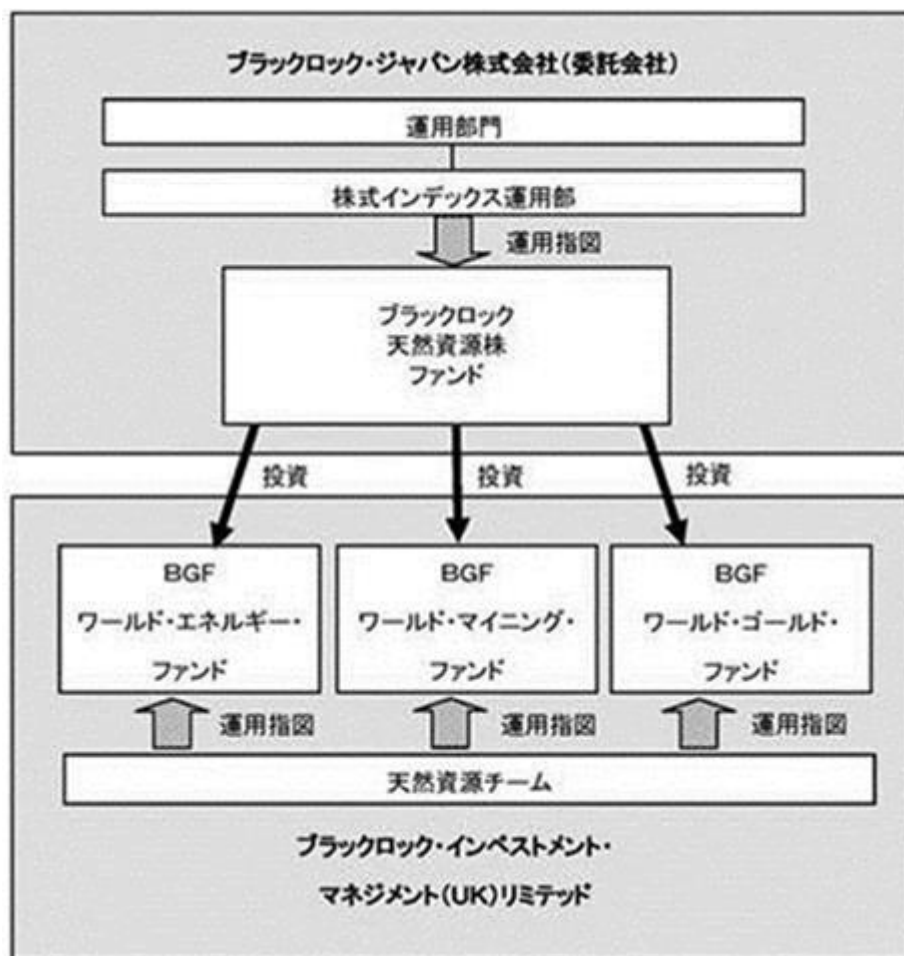 ブラックロック・ジャパン株式会社(委託会社)
運用部門
株式インデックス運用部
運用指図
ブラックロック
天然資源株
ファンド
投資
投資
投資
BGF
ワールド・エネルギー・
ファンド
BGF
ワールド・マイニング・
ファンド
BGF
ワールド・ゴールド・
ファンド
運用指図
運用指図
運用指図
天然資源チーム
ブラックロック・インベストメント・
マネジメント(UK)リミテッド